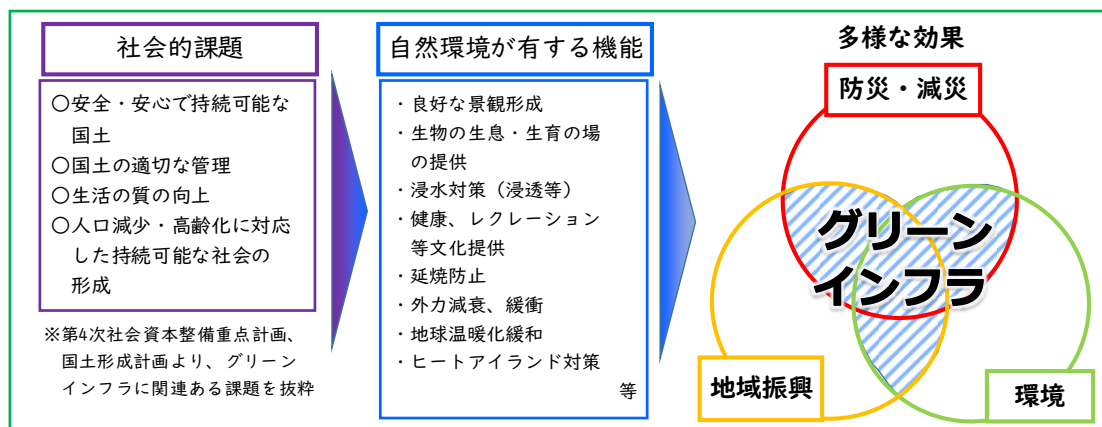 社会的課題
〇安全・安心で持続可能な
国土
〇国土の適切な管理
〇生活の質の向上
〇人口減少・高齢化に対応
した持続可能な社会の
形成
※第4次社会資本整備重点計画、
国土形成計画より、グリーン
インフラに関連ある課題を抜粋
自然環境が有する機能
・良好な景観形成
・生物の生息・生育の場
の提供
・浸水対策（浸透等）
・健康、レクレーション
等文化提供
・延焼防止
・外力減衰、緩衝
・地球温暖化緩和
・ヒートアイランド対策
等
多様な効果
防災・減災
グリーン
インフラ
地域振興
環境